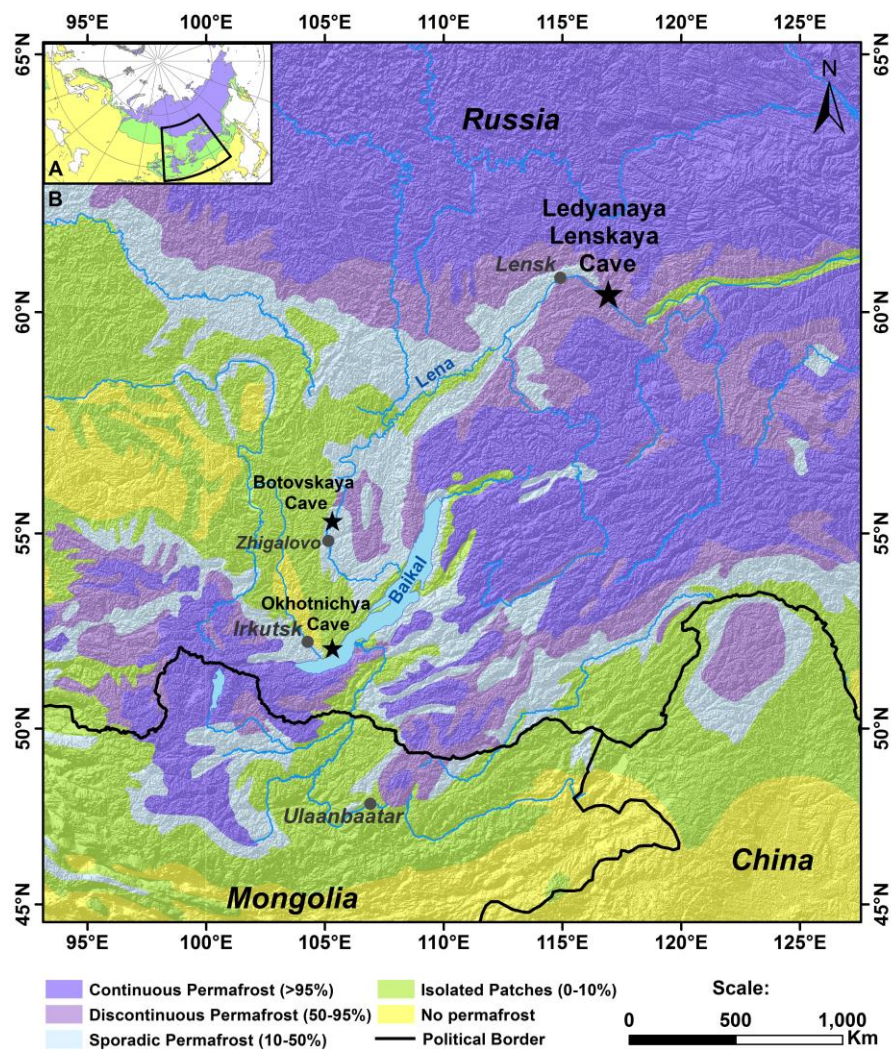 95°E 100°E 105°E 110°E 115°E 120°E 125°E
65°N 65°N
A
B
N
Russia
Ledyanaya
Lenskaya
Cave
Lensk
60°N 60°N
Lena
Botovskaya
Cave
55°N 55°N
Zhigalovo
Baikal
Okhotnichya
Cave
Irkutsk
50°N 50°N
Ulaanbaatar
China
Mongolia
45°N 45°N
95°E 100°E 105°E 110°E 115°E 120°E 125°E
Continuous Permafrost (>95%)
Discontinuous Permafrost (50-95%)
Sporadic Permafrost (10-50%)
Isolated Patches (0-10%)
No permafrost
Political Border
Scale:
0 500 1,000
Km